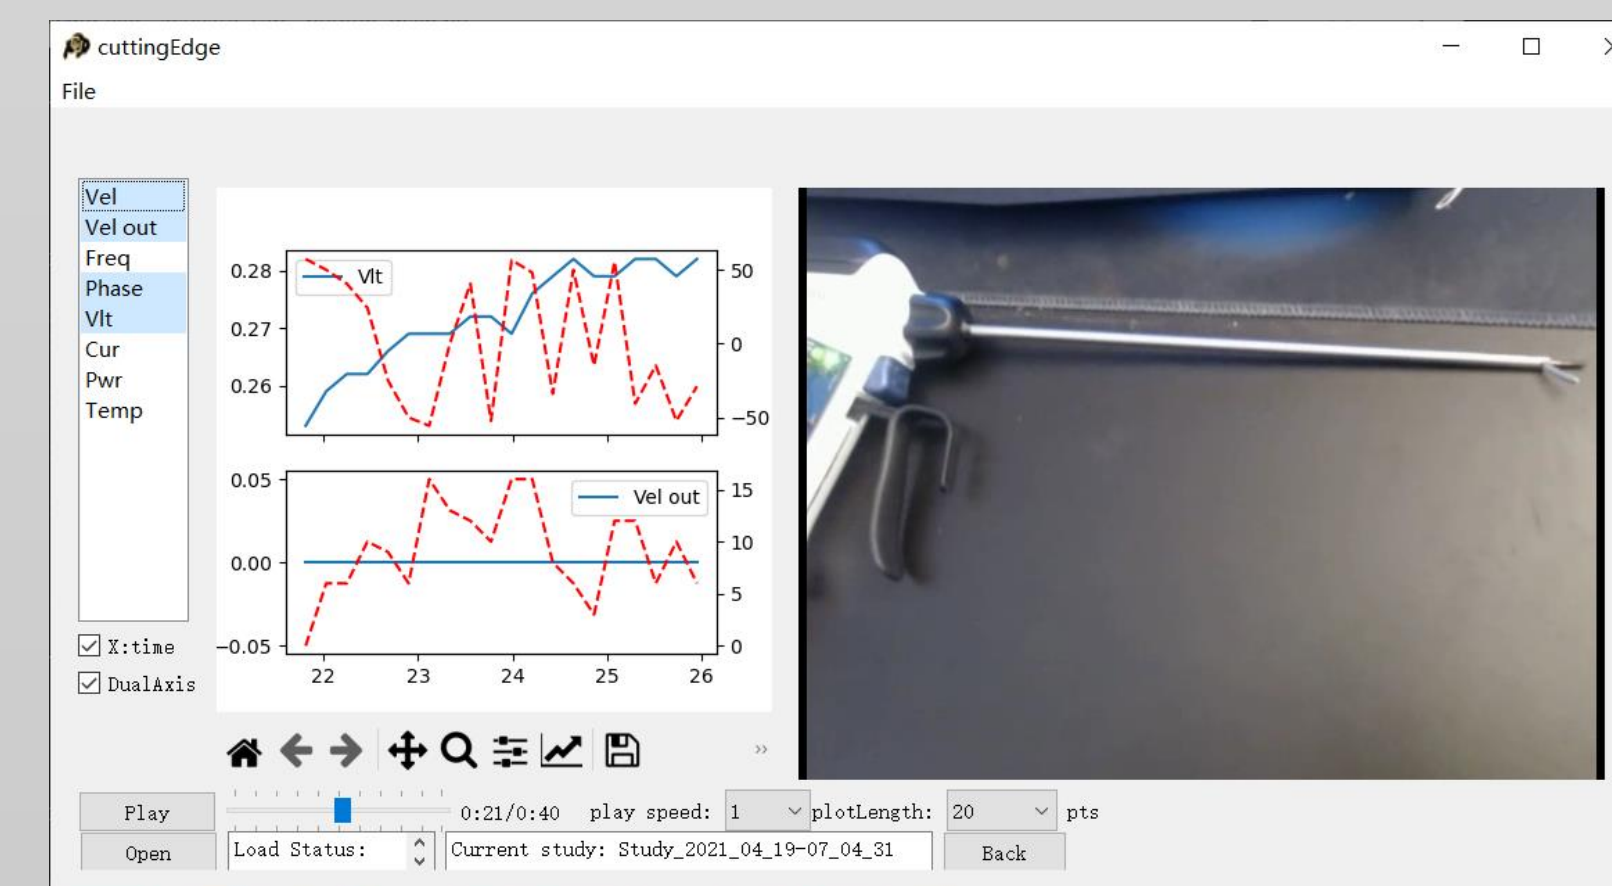 cuttingEdge
File
Vel
Vel out
Freq
Phase
Vlt
Cur
Pwr
Temp
X:time
DualAxis
0.28
0.27
0.26
Vlt
50
0
−50
0.05
0.00
−0.05
Vel out
15
10
5
0
22 23 24 25 26
»
Play 0:21/0:40 play speed: 1 plotLength: 20 pts
Open Load Status: Current study: Study_2021_04_19-07_04_31 Back